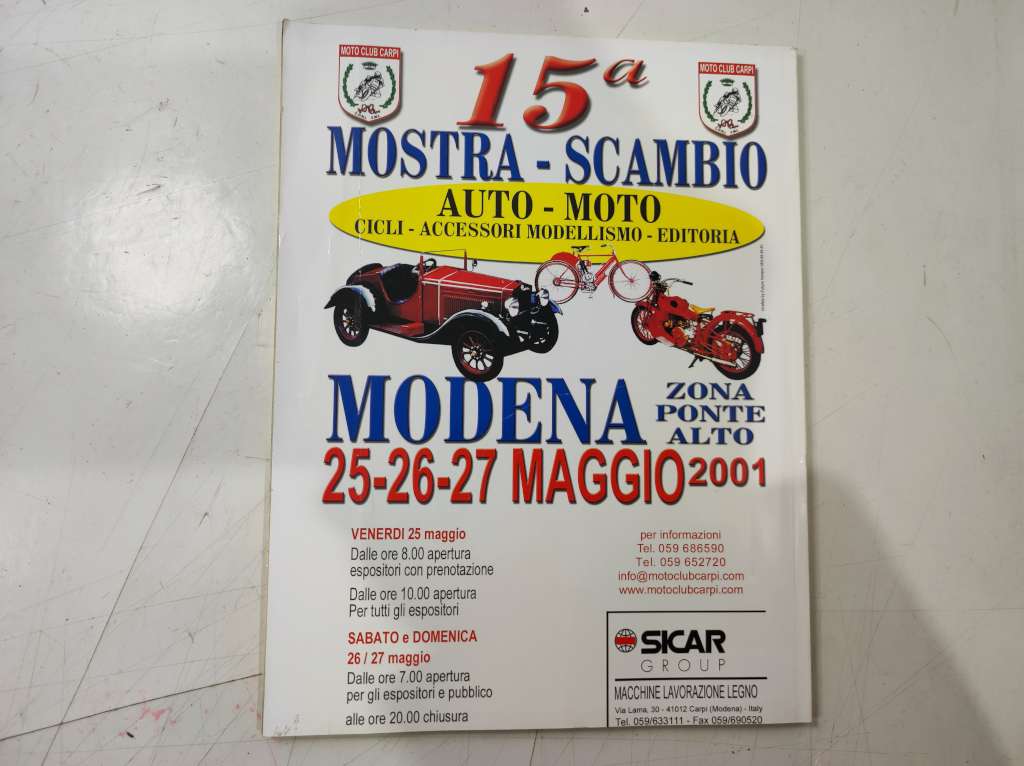 MOTO CLUB CARPI
MOTO CLUB CARPI
15a
MOSTRA - SCAMBIO
AUTO - MOTO
CICLI - ACCESSORI MODELLISMO - EDITORIA
MODENA
ZONA
PONTE
ALTO
25-26-27 MAGGIO 2001
VENERDI 25 maggio
Dalle ore 8.00 apertura
espositori con prenotazione
Dalle ore 10.00 apertura
Per tutti gli espositori
SABATO e DOMENICA
26 / 27 maggio
Dalle ore 7.00 apertura
per gli espositori e pubblico
alle ore 20.00 chiusura
per informazioni
Tel. 059 686590
Tel. 059 652720
info@motoclubcarpi.com
www.motoclubcarpi.com
SICAR
GROUP
MACCHINE LAVORAZIONE LEGNO
Via Lama, 30 - 41012 Carpi (Modena) - Italy
Tel. 059/633111 - Fax 059/690520